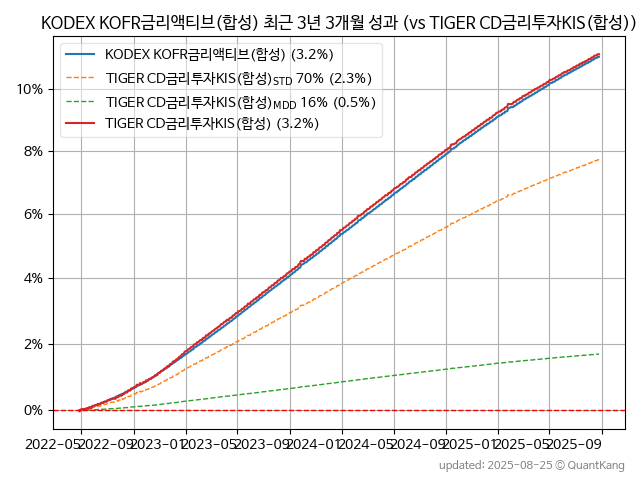 KODEX KOFR금리액티브(합성) 최근 3년 3개월 성과 (vs TIGER CD금리투자KIS(합성))
KODEX KOFR금리액티브(합성) (3.2%)
TIGER CD금리투자KIS(합성)STD 70% (2.3%)
TIGER CD금리투자KIS(합성)MDD 16% (0.5%)
TIGER CD금리투자KIS(합성) (3.2%)
10%
8%
6%
4%
2%
0%
2022-05 2022-09 2023-01 2023-05 2023-09 2024-01 2024-05 2024-09 2025-01 2025-05 2025-09
updated: 2025-08-25 © QuantKang